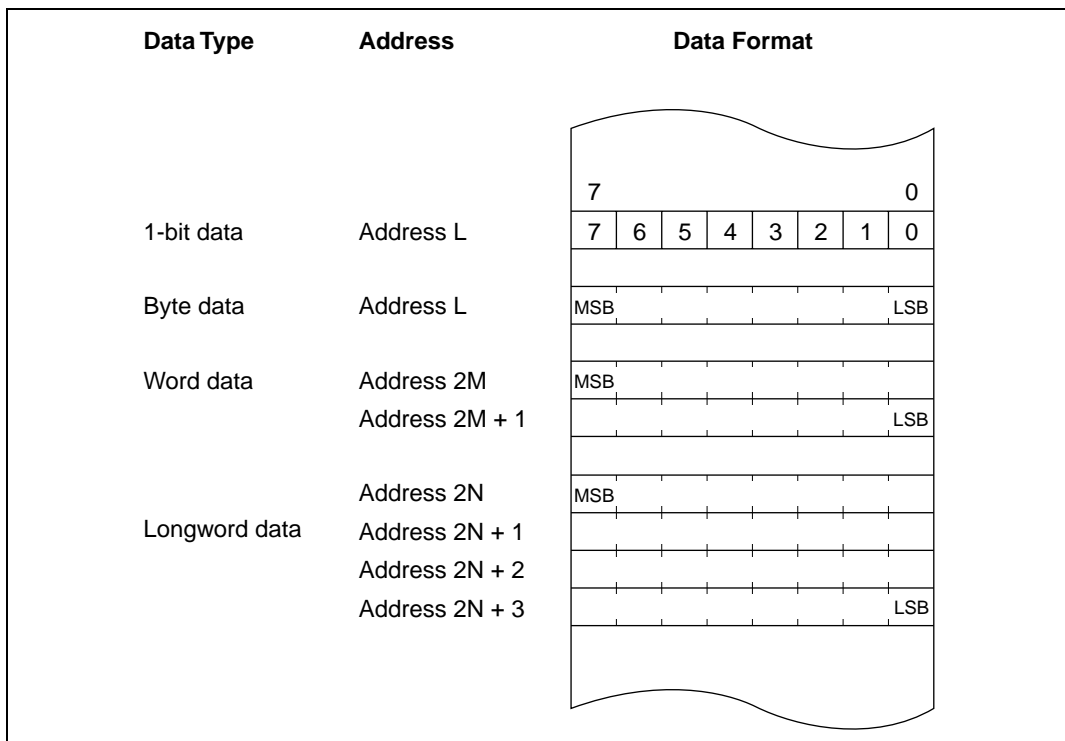 Data Type Address Data Format
7 0
1-bit data Address L 7 6 5 4 3 2 1 0
Byte data Address L MSB LSB
Word data Address 2M MSB
Address 2M + 1 LSB
Address 2N MSB
Longword data Address 2N + 1
Address 2N + 2
Address 2N + 3 LSB